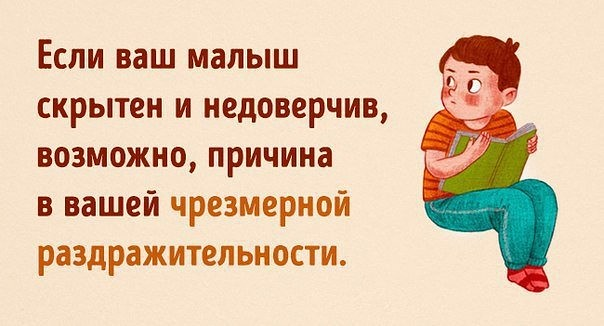 Если ваш малыш
скрытен и недоверчив,
возможно, причина
в вашей чрезмерной
раздражительности.